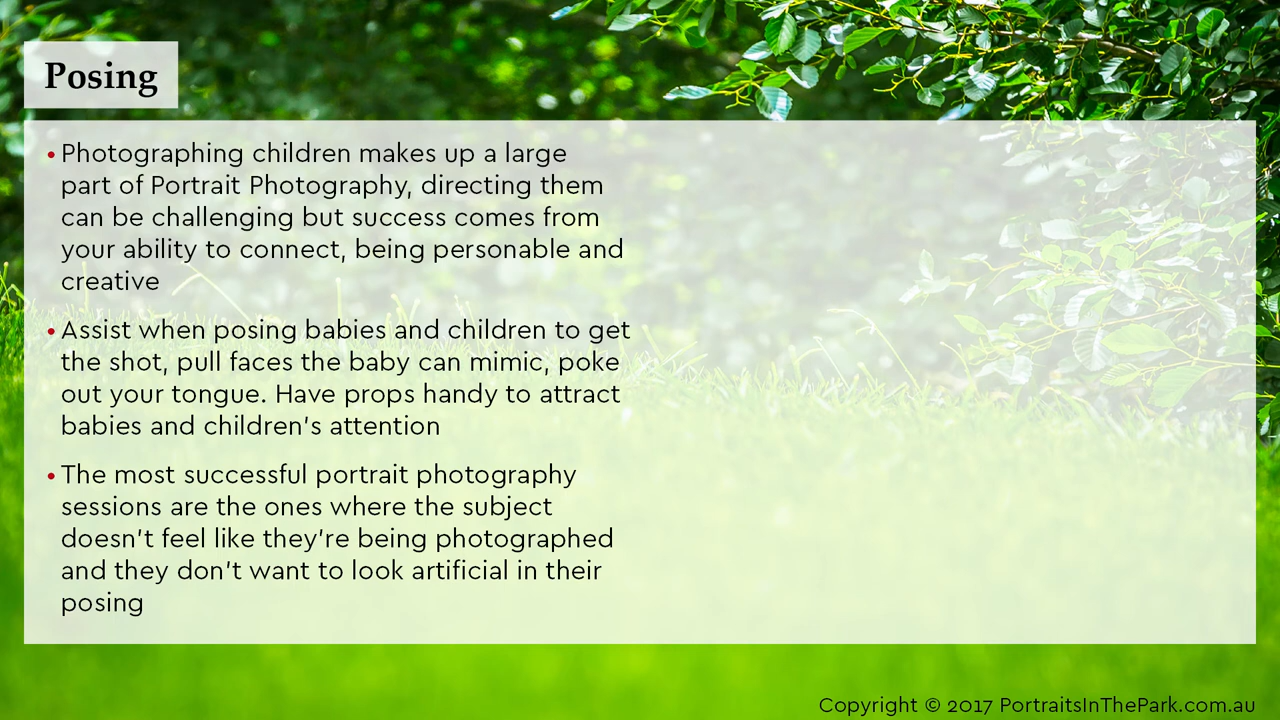 Posing
• Photographing children makes up a large
part of Portrait Photography, directing them
can be challenging but success comes from
your ability to connect, being personable and
creative
• Assist when posing babies and children to get
the shot, pull faces the baby can mimic, poke
out your tongue. Have props handy to attract
babies and children's attention
• The most successful portrait photography
sessions are the ones where the subject
doesn't feel like they're being photographed
and they don't want to look artificial in their
posing
Copyright © 2017 PortraitsInThePark.com.au